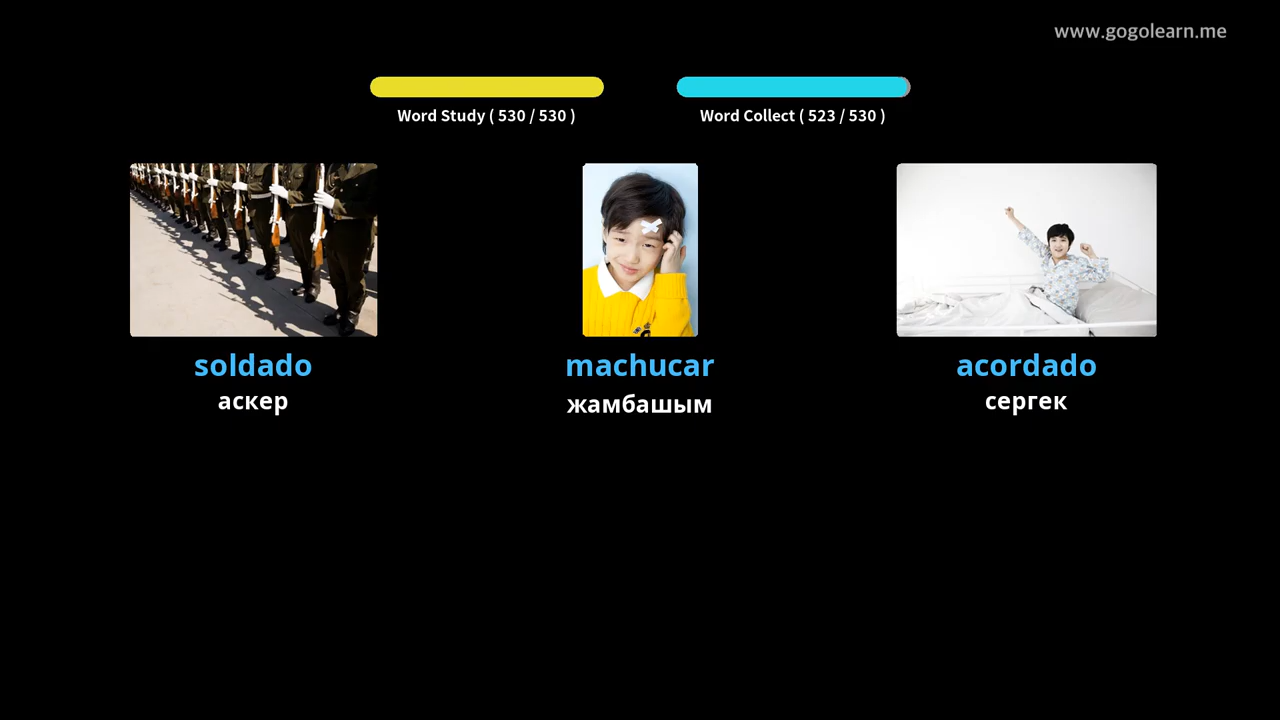 www.gogolearn.me
Word Study ( 530 / 530 )
Word Collect ( 523 / 530 )
soldado
machucar
acordado
аскер
жамбашым
сергек